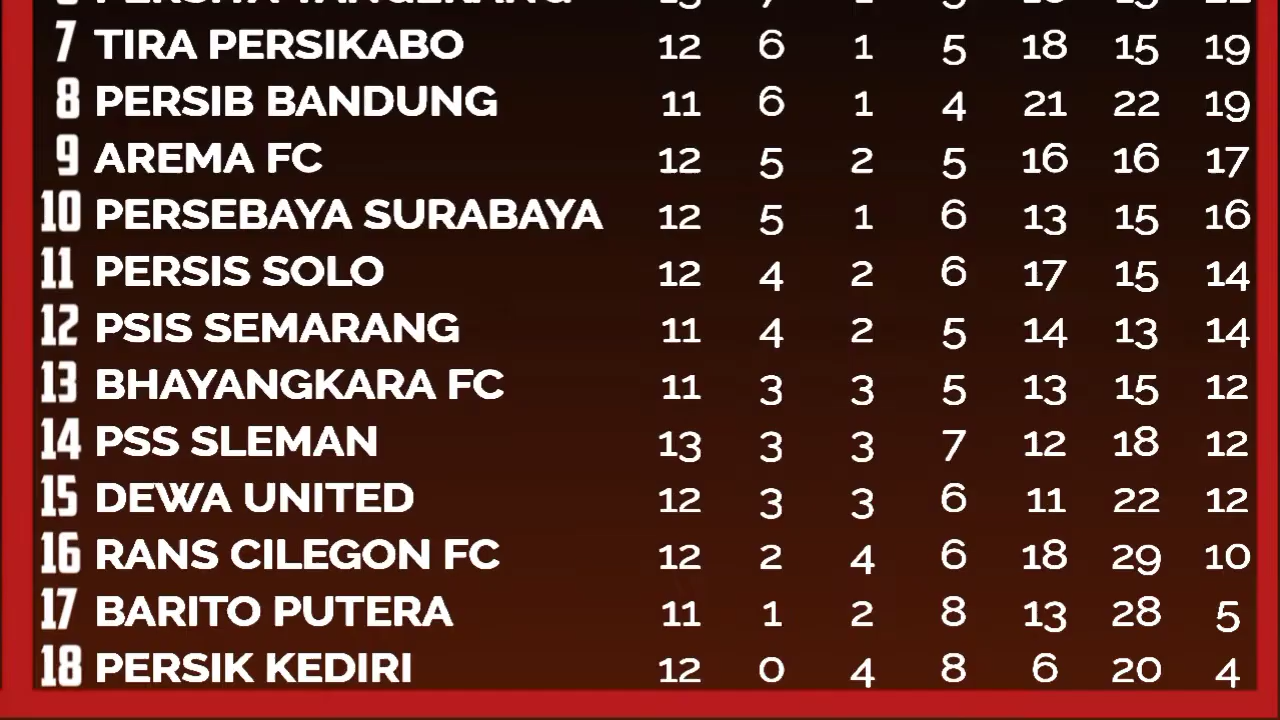 7 TIRA PERSIKABO 12 6 1 5 18 15 19
8 PERSIB BANDUNG 11 6 1 4 21 22 19
9 AREMA FC 12 5 2 5 16 16 17
10 PERSEBAYA SURABAYA 12 5 1 6 13 15 16
11 PERSIS SOLO 12 4 2 6 17 15 14
12 PSIS SEMARANG 11 4 2 5 14 13 14
13 BHAYANGKARA FC 11 3 3 5 13 15 12
14 PSS SLEMAN 13 3 3 7 12 18 12
15 DEWA UNITED 12 3 3 6 11 22 12
16 RANS CILEGON FC 12 2 4 6 18 29 10
17 BARITO PUTERA 11 1 2 8 13 28 5
18 PERSIK KEDIRI 12 0 4 8 6 20 4